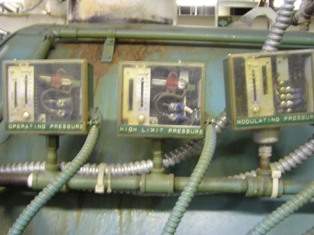 OPERATING PRESSURE
HIGH LIMIT PRESSURE
MODULATING PRESSURE